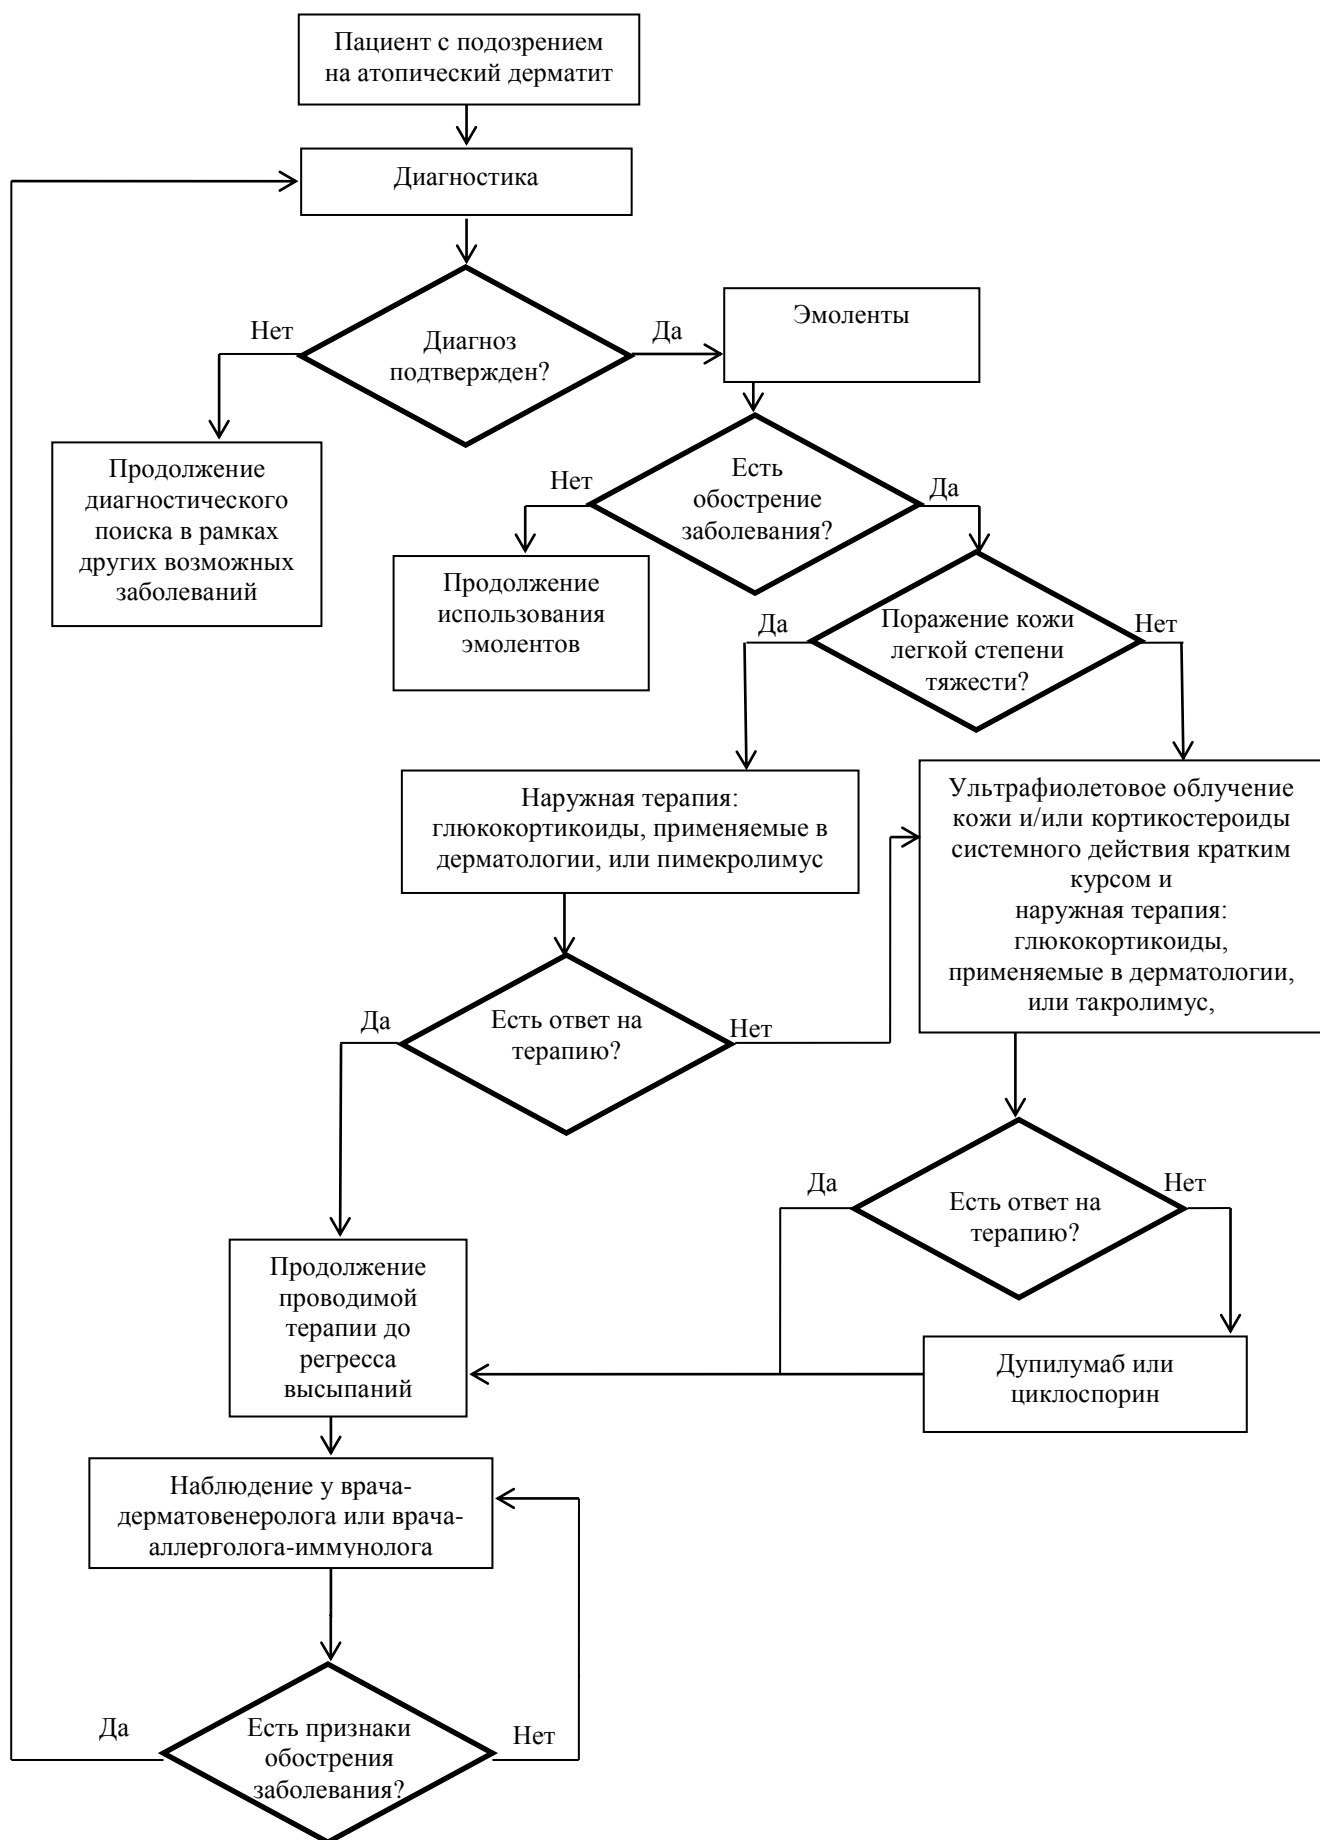 Пациент с подозрением
на атопический дерматит
Диагностика
Нет
Диагноз
подтвержден?
Да
Эмоленты
Продолжение
диагностического
поиска в рамках
других возможных
заболеваний
Нет
Есть
обострение
заболевания?
Да
Продолжение
использования
эмолентов
Да
Поражение кожи
легкой степени
тяжести?
Нет
Наружная терапия:
глюкокортикоиды, применяемые в
дерматологии, или пимекролимус
Ультрафиолетовое облучение
кожи и/или кортикостероиды
системного действия кратким
курсом и
наружная терапия:
глюкокортикоиды,
применяемые в дерматологии,
или такролимус,
Да
Есть ответ на
терапию?
Нет
Да
Есть ответ на
терапию?
Нет
Продолжение
проводимой
терапии до
регресса
высыпаний
Дупилумаб или
циклоспорин
Наблюдение у врача-
дерматовенеролога или врача-
аллерголога-иммунолога
Да
Есть признаки
обострения
заболевания?
Нет